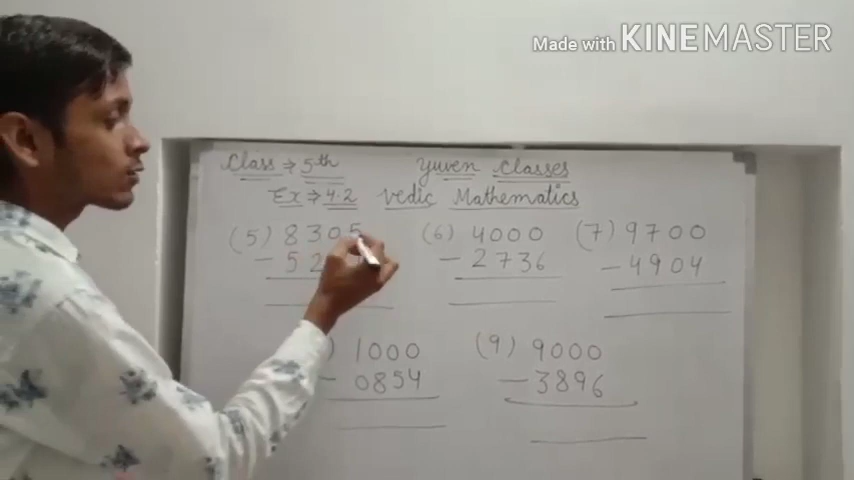 Made with KINEMASTER
Class → 5th Yuven Classes
Ex → 4.2 Vedic Mathematics
(5) 8305 (6) 4000 (7) 9700
- 52 - 2736 - 4904
) 1000 (9) 9000
- 0854 - 3896